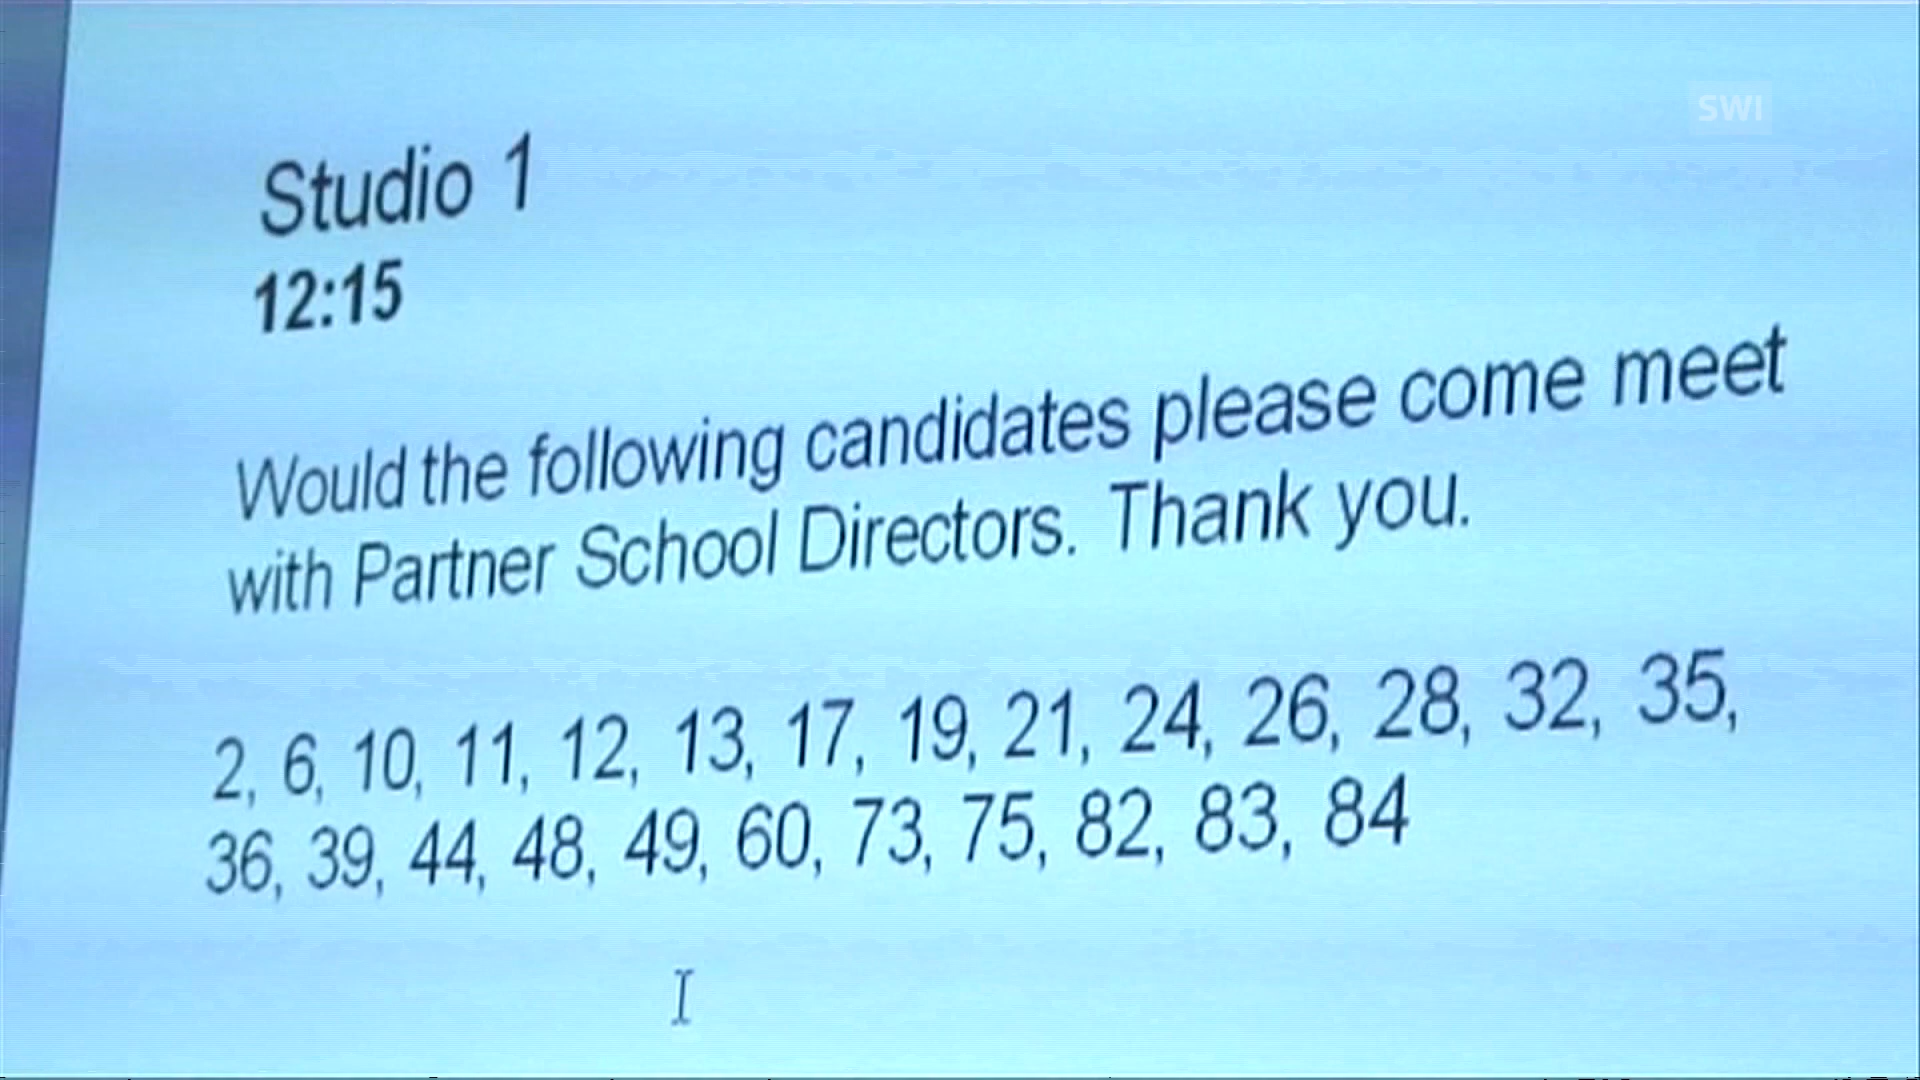 SWI
Studio 1
12:15
Would the following candidates please come meet
with Partner School Directors. Thank you.
2, 6, 10, 11, 12, 13, 17, 19, 21, 24, 26, 28, 32, 35,
36, 39, 44, 48, 49, 60, 73, 75, 82, 83, 84